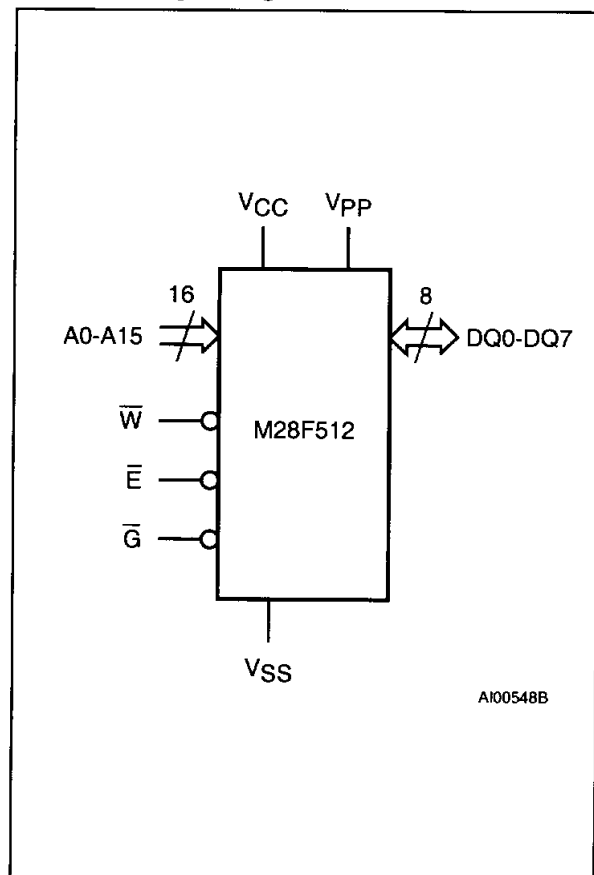 VCC VPP
16 8
A0-A15 DQ0-DQ7
W̅ M28F512
E̅
G̅
VSS
AI00548B